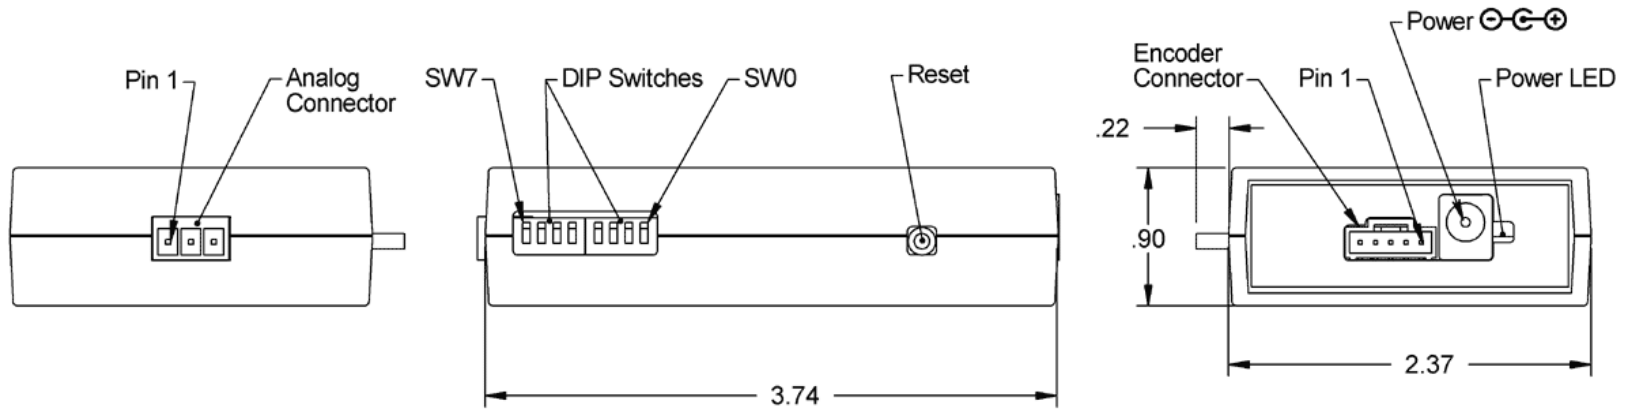 Pin 1
Analog
Connector
SW7
DIP Switches
SW0
Reset
3.74
Encoder
Connector
Pin 1
Power
Power LED
.22
.90
2.37